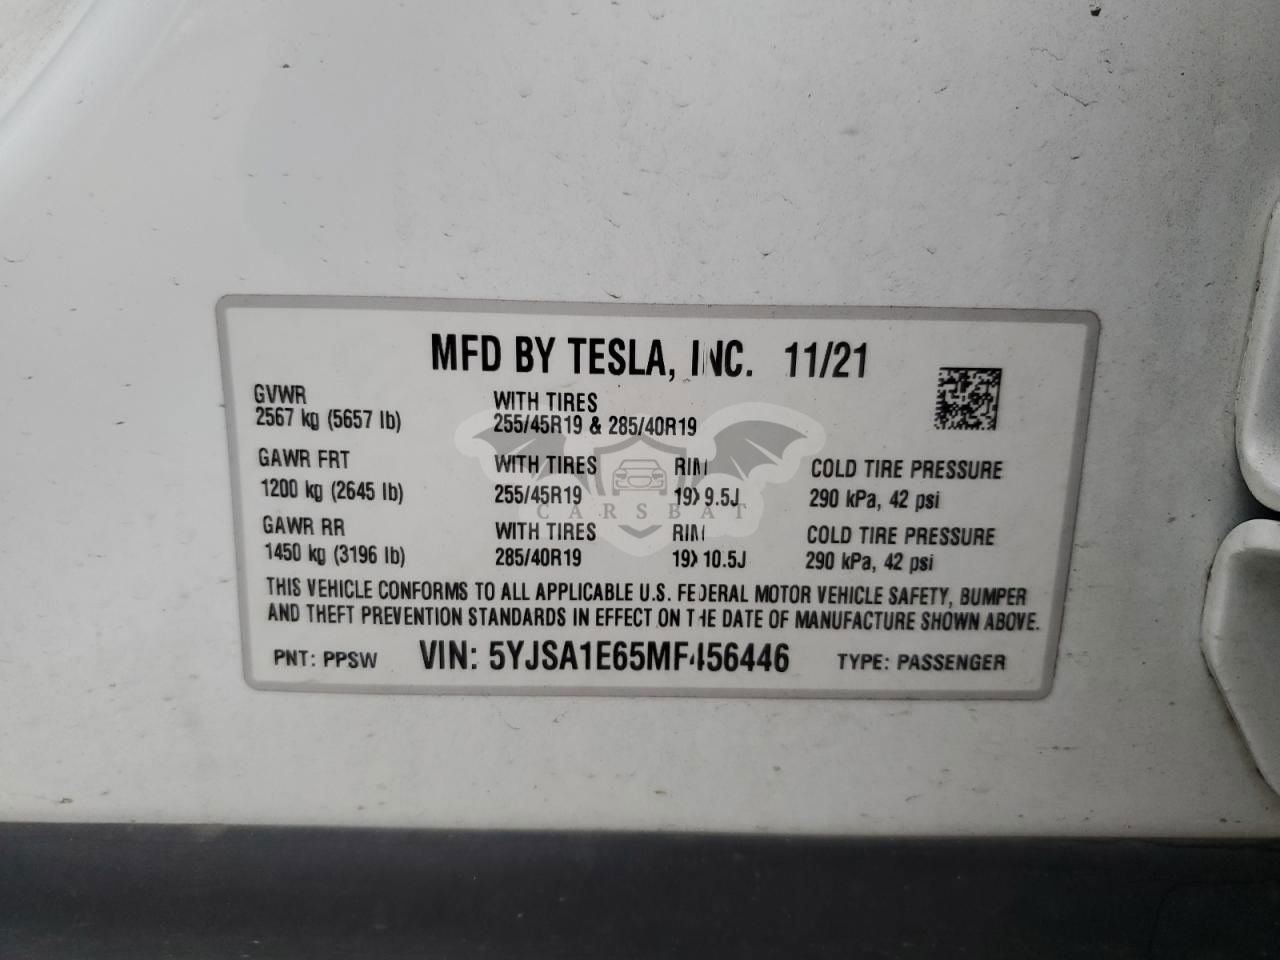 MFD BY TESLA, INC. 11/21
GVWR
2567 kg (5657 lb)
WITH TIRES
255/45R19 & 285/40R19
GAWR FRT
1200 kg (2645 lb)
WITH TIRES
255/45R19
RIM
19X9.5J
COLD TIRE PRESSURE
290 kPa, 42 psi
GAWR RR
1450 kg (3196 lb)
WITH TIRES
285/40R19
RIM
19X10.5J
COLD TIRE PRESSURE
290 kPa, 42 psi
THIS VEHICLE CONFORMS TO ALL APPLICABLE U.S. FEDERAL MOTOR VEHICLE SAFETY, BUMPER
AND THEFT PREVENTION STANDARDS IN EFFECT ON THE DATE OF MANUFACTURE SHOWN ABOVE.
PNT: PPSW VIN: 5YJSA1E65MF456446 TYPE: PASSENGER
CARSBAT